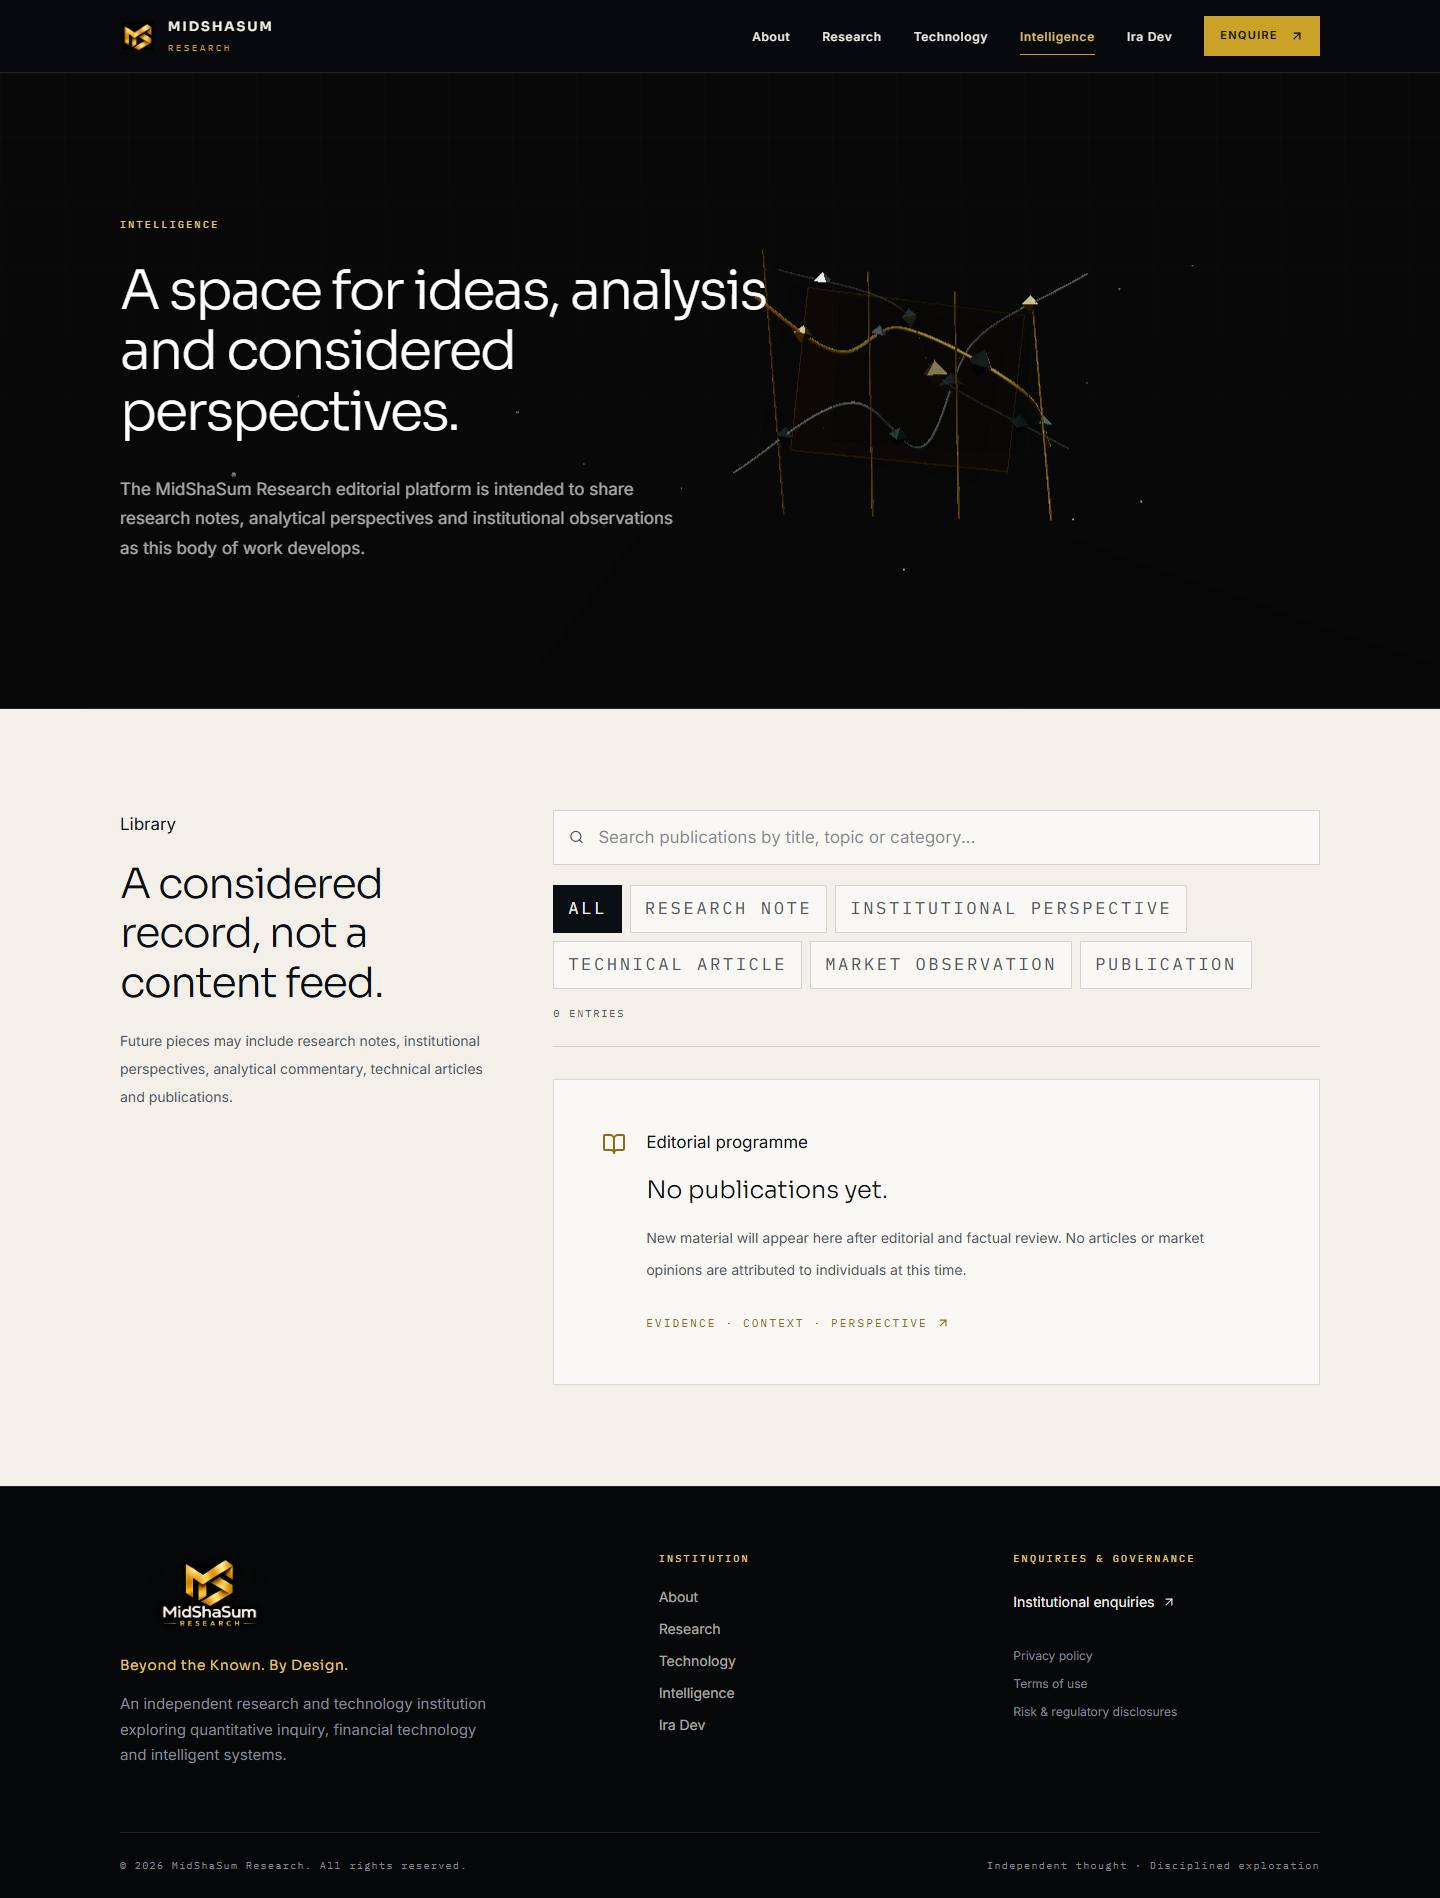 MIDSHASUM
RESEARCH
About
Research
Technology
Intelligence
Ira Dev
ENQUIRE
INTELLIGENCE
A space for ideas, analysis
and considered
perspectives.
The MidShaSum Research editorial platform is intended to share
research notes, analytical perspectives and institutional observations
as this body of work develops.
Library
A considered
record, not a
content feed.
Future pieces may include research notes, institutional
perspectives, analytical commentary, technical articles
and publications.
Search publications by title, topic or category...
ALL
RESEARCH NOTE
INSTITUTIONAL PERSPECTIVE
TECHNICAL ARTICLE
MARKET OBSERVATION
PUBLICATION
0 ENTRIES
Editorial programme
No publications yet.
New material will appear here after editorial and factual review. No articles or market
opinions are attributed to individuals at this time.
EVIDENCE · CONTEXT · PERSPECTIVE
MidShaSum
RESEARCH
Beyond the Known. By Design.
An independent research and technology institution
exploring quantitative inquiry, financial technology
and intelligent systems.
INSTITUTION
About
Research
Technology
Intelligence
Ira Dev
ENQUIRIES & GOVERNANCE
Institutional enquiries
Privacy policy
Terms of use
Risk & regulatory disclosures
© 2026 MidShaSum Research. All rights reserved.
Independent thought · Disciplined exploration